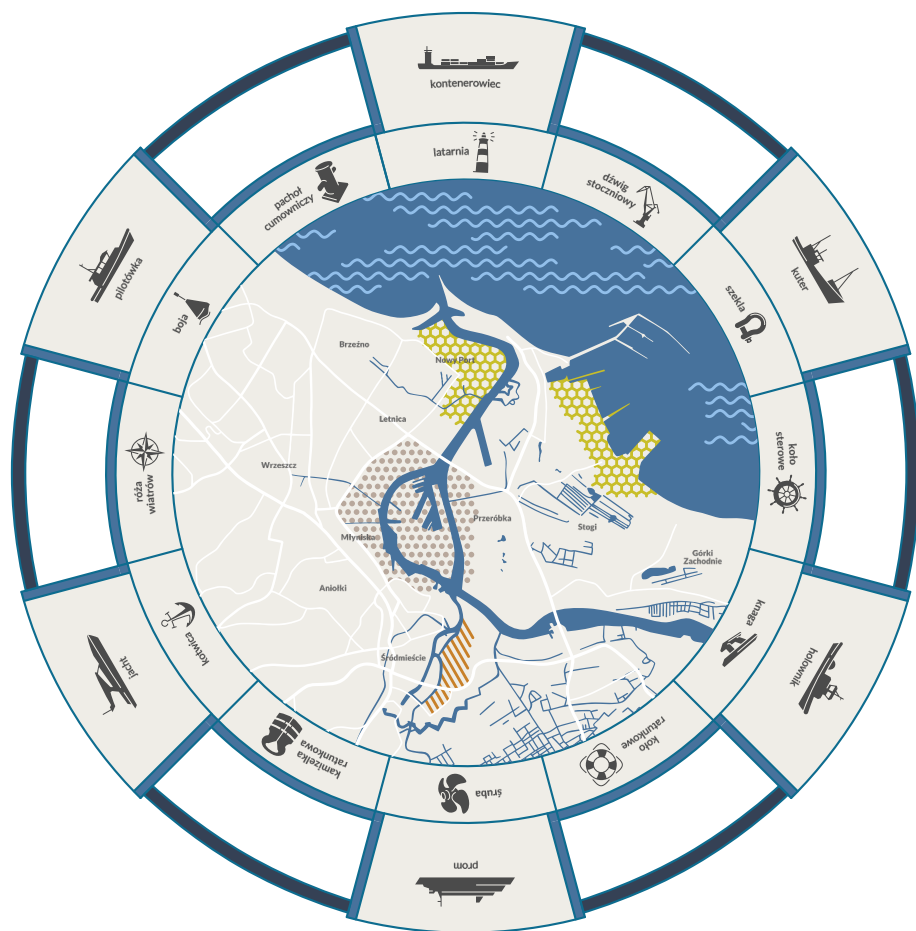 kontenerowiec
latarnia
dźwig
stoczniowy
kuter
szekla
koło
sterowe
holownik
knaga
koło
ratunkowe
prom
śruba
kamizelka
ratunkowa
jacht
kotwica
róża
wiatrów
pilotówka
boja
pachoł
cumowniczy
Brzeźno
Nowy Port
Letnica
Wrzeszcz
Przeróbka
Stogi
Młyniska
Górki
Zachodnie
Aniołki
Śródmieście